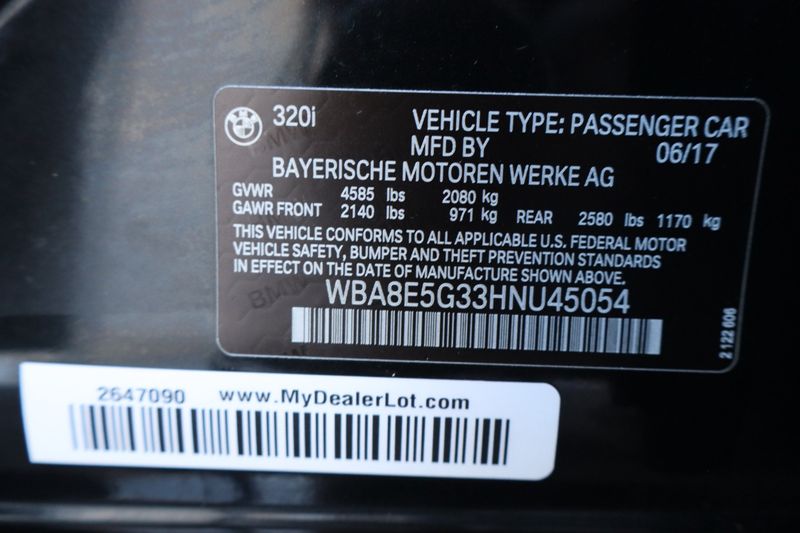 320i VEHICLE TYPE: PASSENGER CAR
MFD BY 06/17
BAYERISCHE MOTOREN WERKE AG
GVWR 4585 lbs 2080 kg
GAWR FRONT 2140 lbs 971 kg REAR 2580 lbs 1170 kg
THIS VEHICLE CONFORMS TO ALL APPLICABLE U.S. FEDERAL MOTOR
VEHICLE SAFETY, BUMPER AND THEFT PREVENTION STANDARDS
IN EFFECT ON THE DATE OF MANUFACTURE SHOWN ABOVE.
WBA8E5G33HNU45054
2 122 606
2647090 www.MyDealerLot.com